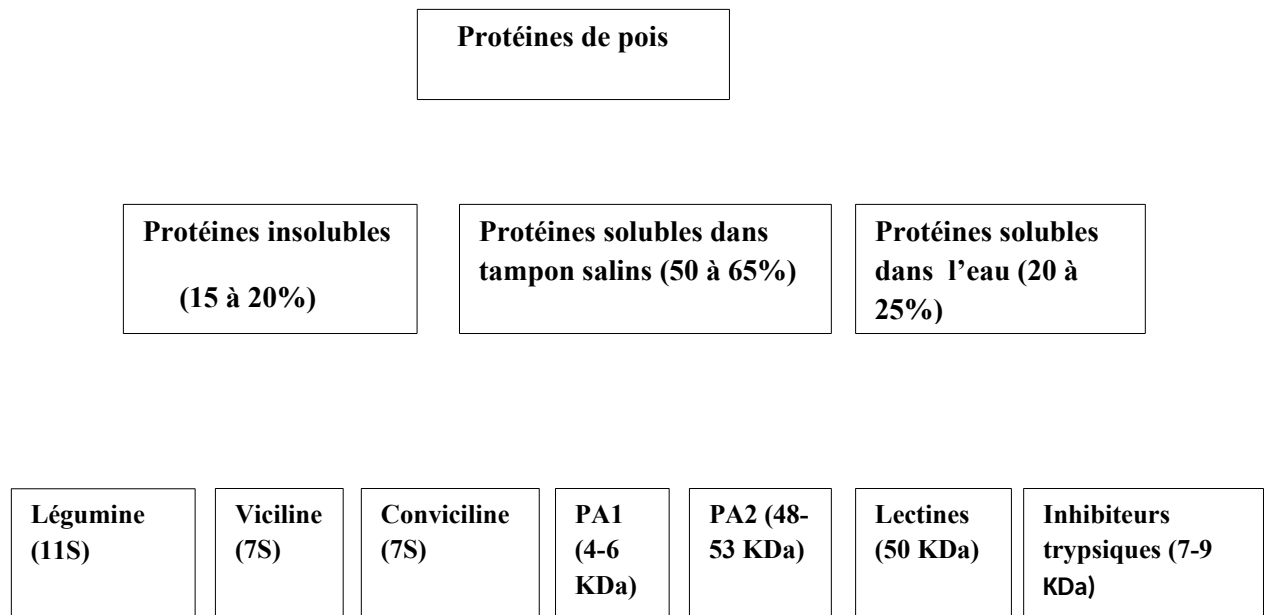 Protéines de pois
Protéines insolubles
(15 à 20%)
Protéines solubles dans
tampon salins (50 à 65%)
Protéines solubles
dans l’eau (20 à
25%)
Légumine
(11S)
Viciline
(7S)
Conviciline
(7S)
PA1
(4-6
KDa)
PA2 (48-
53 KDa)
Lectines
(50 KDa)
Inhibiteurs
trypsiques (7-9
KDa)